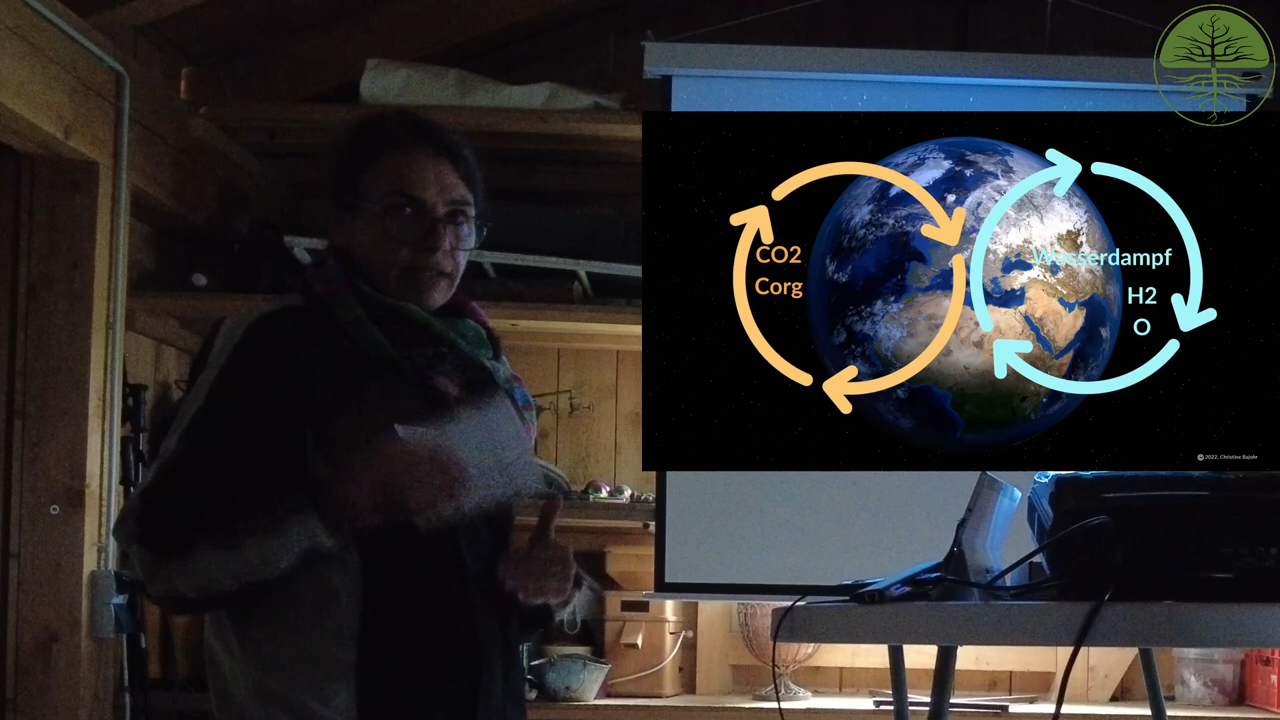 CO2
Corg
Wasserdampf
H2
O
© 2022, Christine Bajohr